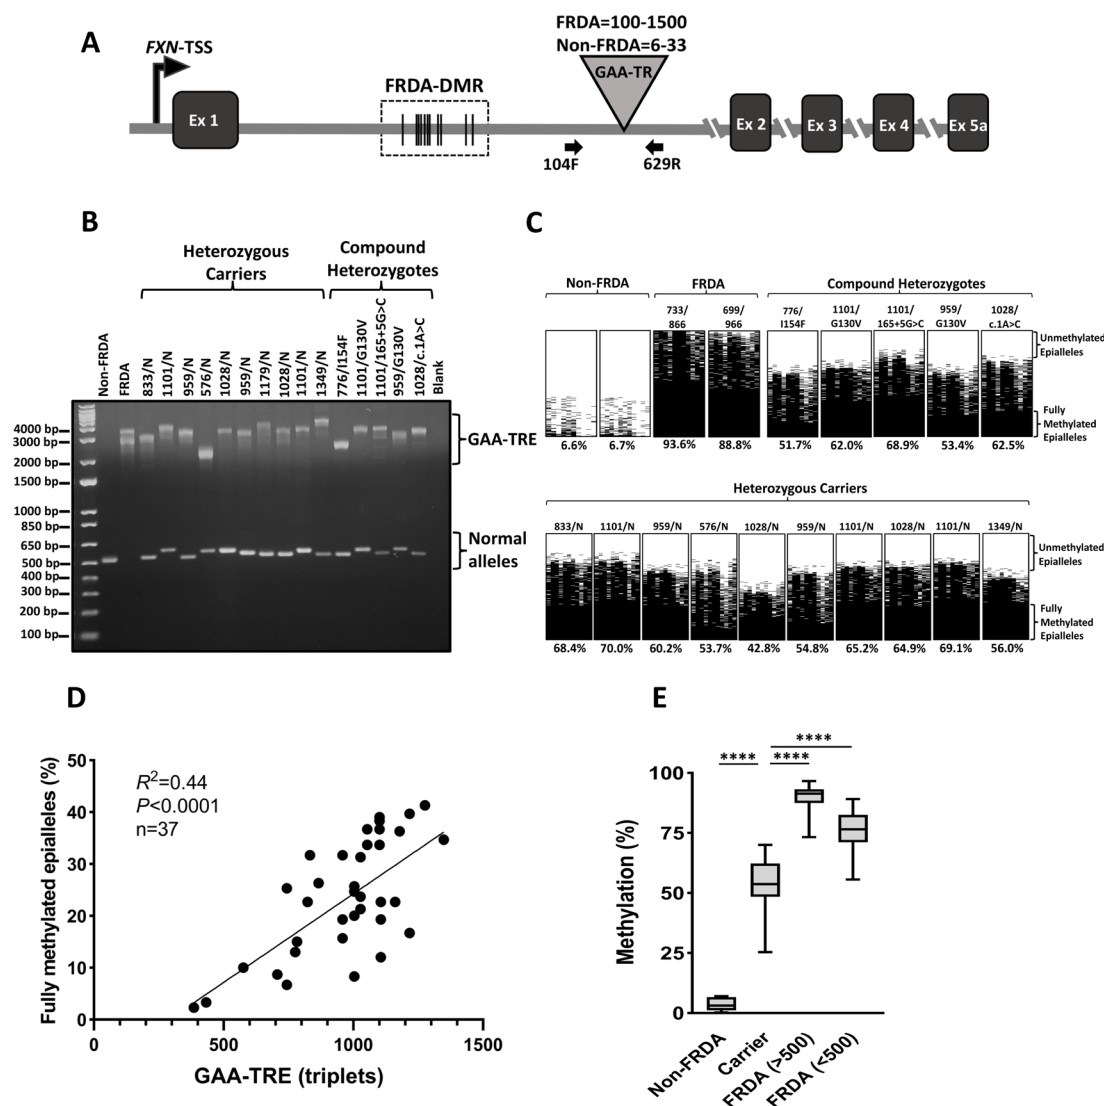 A
FXN-TSS
FRDA=100-1500
Non-FRDA=6-33
GAA-TR
FRDA-DMR
Ex 1
Ex 2
Ex 3
Ex 4
Ex 5a
104F
629R
B
Heterozygous
Carriers
Compound
Heterozygotes
Non-FRDA
FRDA
833/N
1101/N
959/N
576/N
1028/N
959/N
1179/N
1028/N
1101/N
1349/N
776/I154F
1101/G130V
1101/165+5G>C
959/G130V
1028/c.1A>C
Blank
4000 bp
3000 bp
2000 bp
1500 bp
1000 bp
850 bp
650 bp
500 bp
400 bp
300 bp
200 bp
100 bp
GAA-TRE
Normal
alleles
C
Non-FRDA
FRDA
Compound Heterozygotes
733/
866
699/
966
776/
I154F
1101/
G130V
1101/
165+5G>C
959/
G130V
1028/
c.1A>C
Unmethylated
Epialleles
Fully
Methylated
Epialleles
6.6% 6.7% 93.6% 88.8% 51.7% 62.0% 68.9% 53.4% 62.5%
Heterozygous Carriers
833/N 1101/N 959/N 576/N 1028/N 959/N 1101/N 1028/N 1101/N 1349/N
Unmethylated
Epialleles
Fully
Methylated
Epialleles
68.4% 70.0% 60.2% 53.7% 42.8% 54.8% 65.2% 64.9% 69.1% 56.0%
D
Fully methylated epialleles (%)
50
40
30
20
10
0
R2=0.44
P<0.0001
n=37
0 500 1000 1500
GAA-TRE (triplets)
E
****
**** ****
Methylation (%)
100
75
50
25
0
Non-FRDA
Carrier
FRDA (>500)
FRDA (<500)